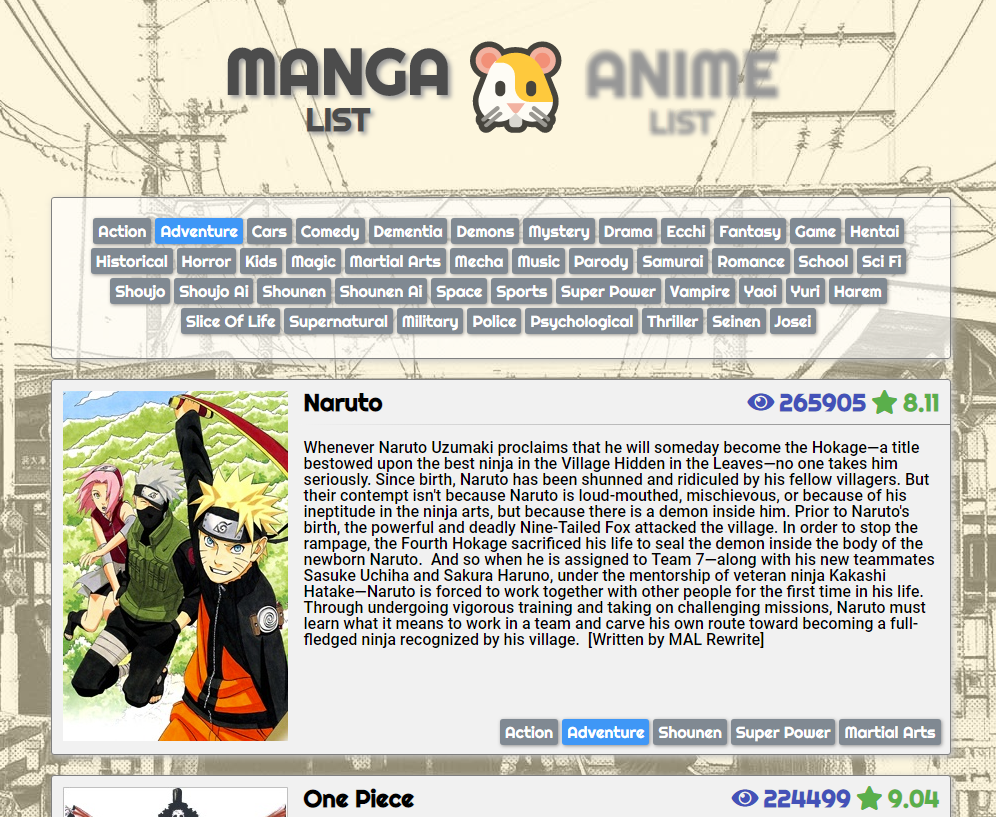 MANGA ANIME
LIST LIST
Action Adventure Cars Comedy Dementia Demons Mystery Drama Ecchi Fantasy Game Hentai
Historical Horror Kids Magic Martial Arts Mecha Music Parody Samurai Romance School Sci Fi
Shoujo Shoujo Ai Shounen Shounen Ai Space Sports Super Power Vampire Yaoi Yuri Harem
Slice Of Life Supernatural Military Police Psychological Thriller Seinen Josei
Naruto 265905 8.11
Whenever Naruto Uzumaki proclaims that he will someday become the Hokage—a title
bestowed upon the best ninja in the Village Hidden in the Leaves—no one takes him
seriously. Since birth, Naruto has been shunned and ridiculed by his fellow villagers. But
their contempt isn't because Naruto is loud-mouthed, mischievous, or because of his
ineptitude in the ninja arts, but because there is a demon inside him. Prior to Naruto's
birth, the powerful and deadly Nine-Tailed Fox attacked the village. In order to stop the
rampage, the Fourth Hokage sacrificed his life to seal the demon inside the body of the
newborn Naruto.  And so when he is assigned to Team 7—along with his new teammates
Sasuke Uchiha and Sakura Haruno, under the mentorship of veteran ninja Kakashi
Hatake—Naruto is forced to work together with other people for the first time in his life.
Through undergoing vigorous training and taking on challenging missions, Naruto must
learn what it means to work in a team and carve his own route toward becoming a full-
fledged ninja recognized by his village.  [Written by MAL Rewrite]
Action Adventure Shounen Super Power Martial Arts
One Piece 224499 9.04